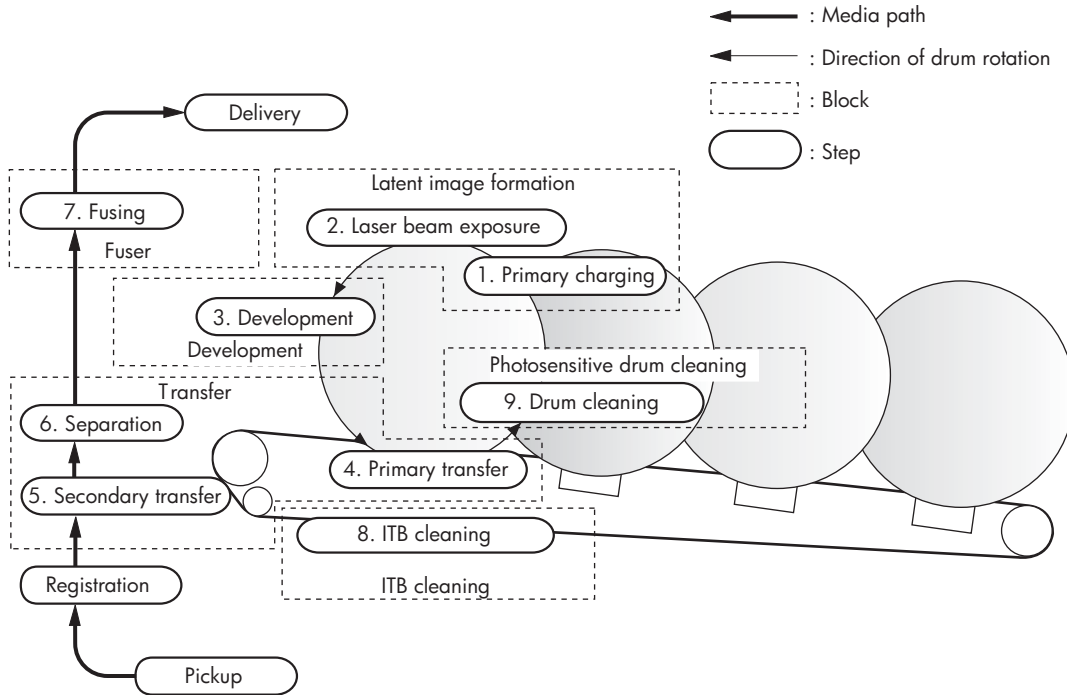 : Media path
: Direction of drum rotation
: Block
: Step
Delivery
Latent image formation
7. Fusing
Fuser
2. Laser beam exposure
1. Primary charging
3. Development
Development
Photosensitive drum cleaning
9. Drum cleaning
Transfer
6. Separation
4. Primary transfer
5. Secondary transfer
8. ITB cleaning
ITB cleaning
Registration
Pickup